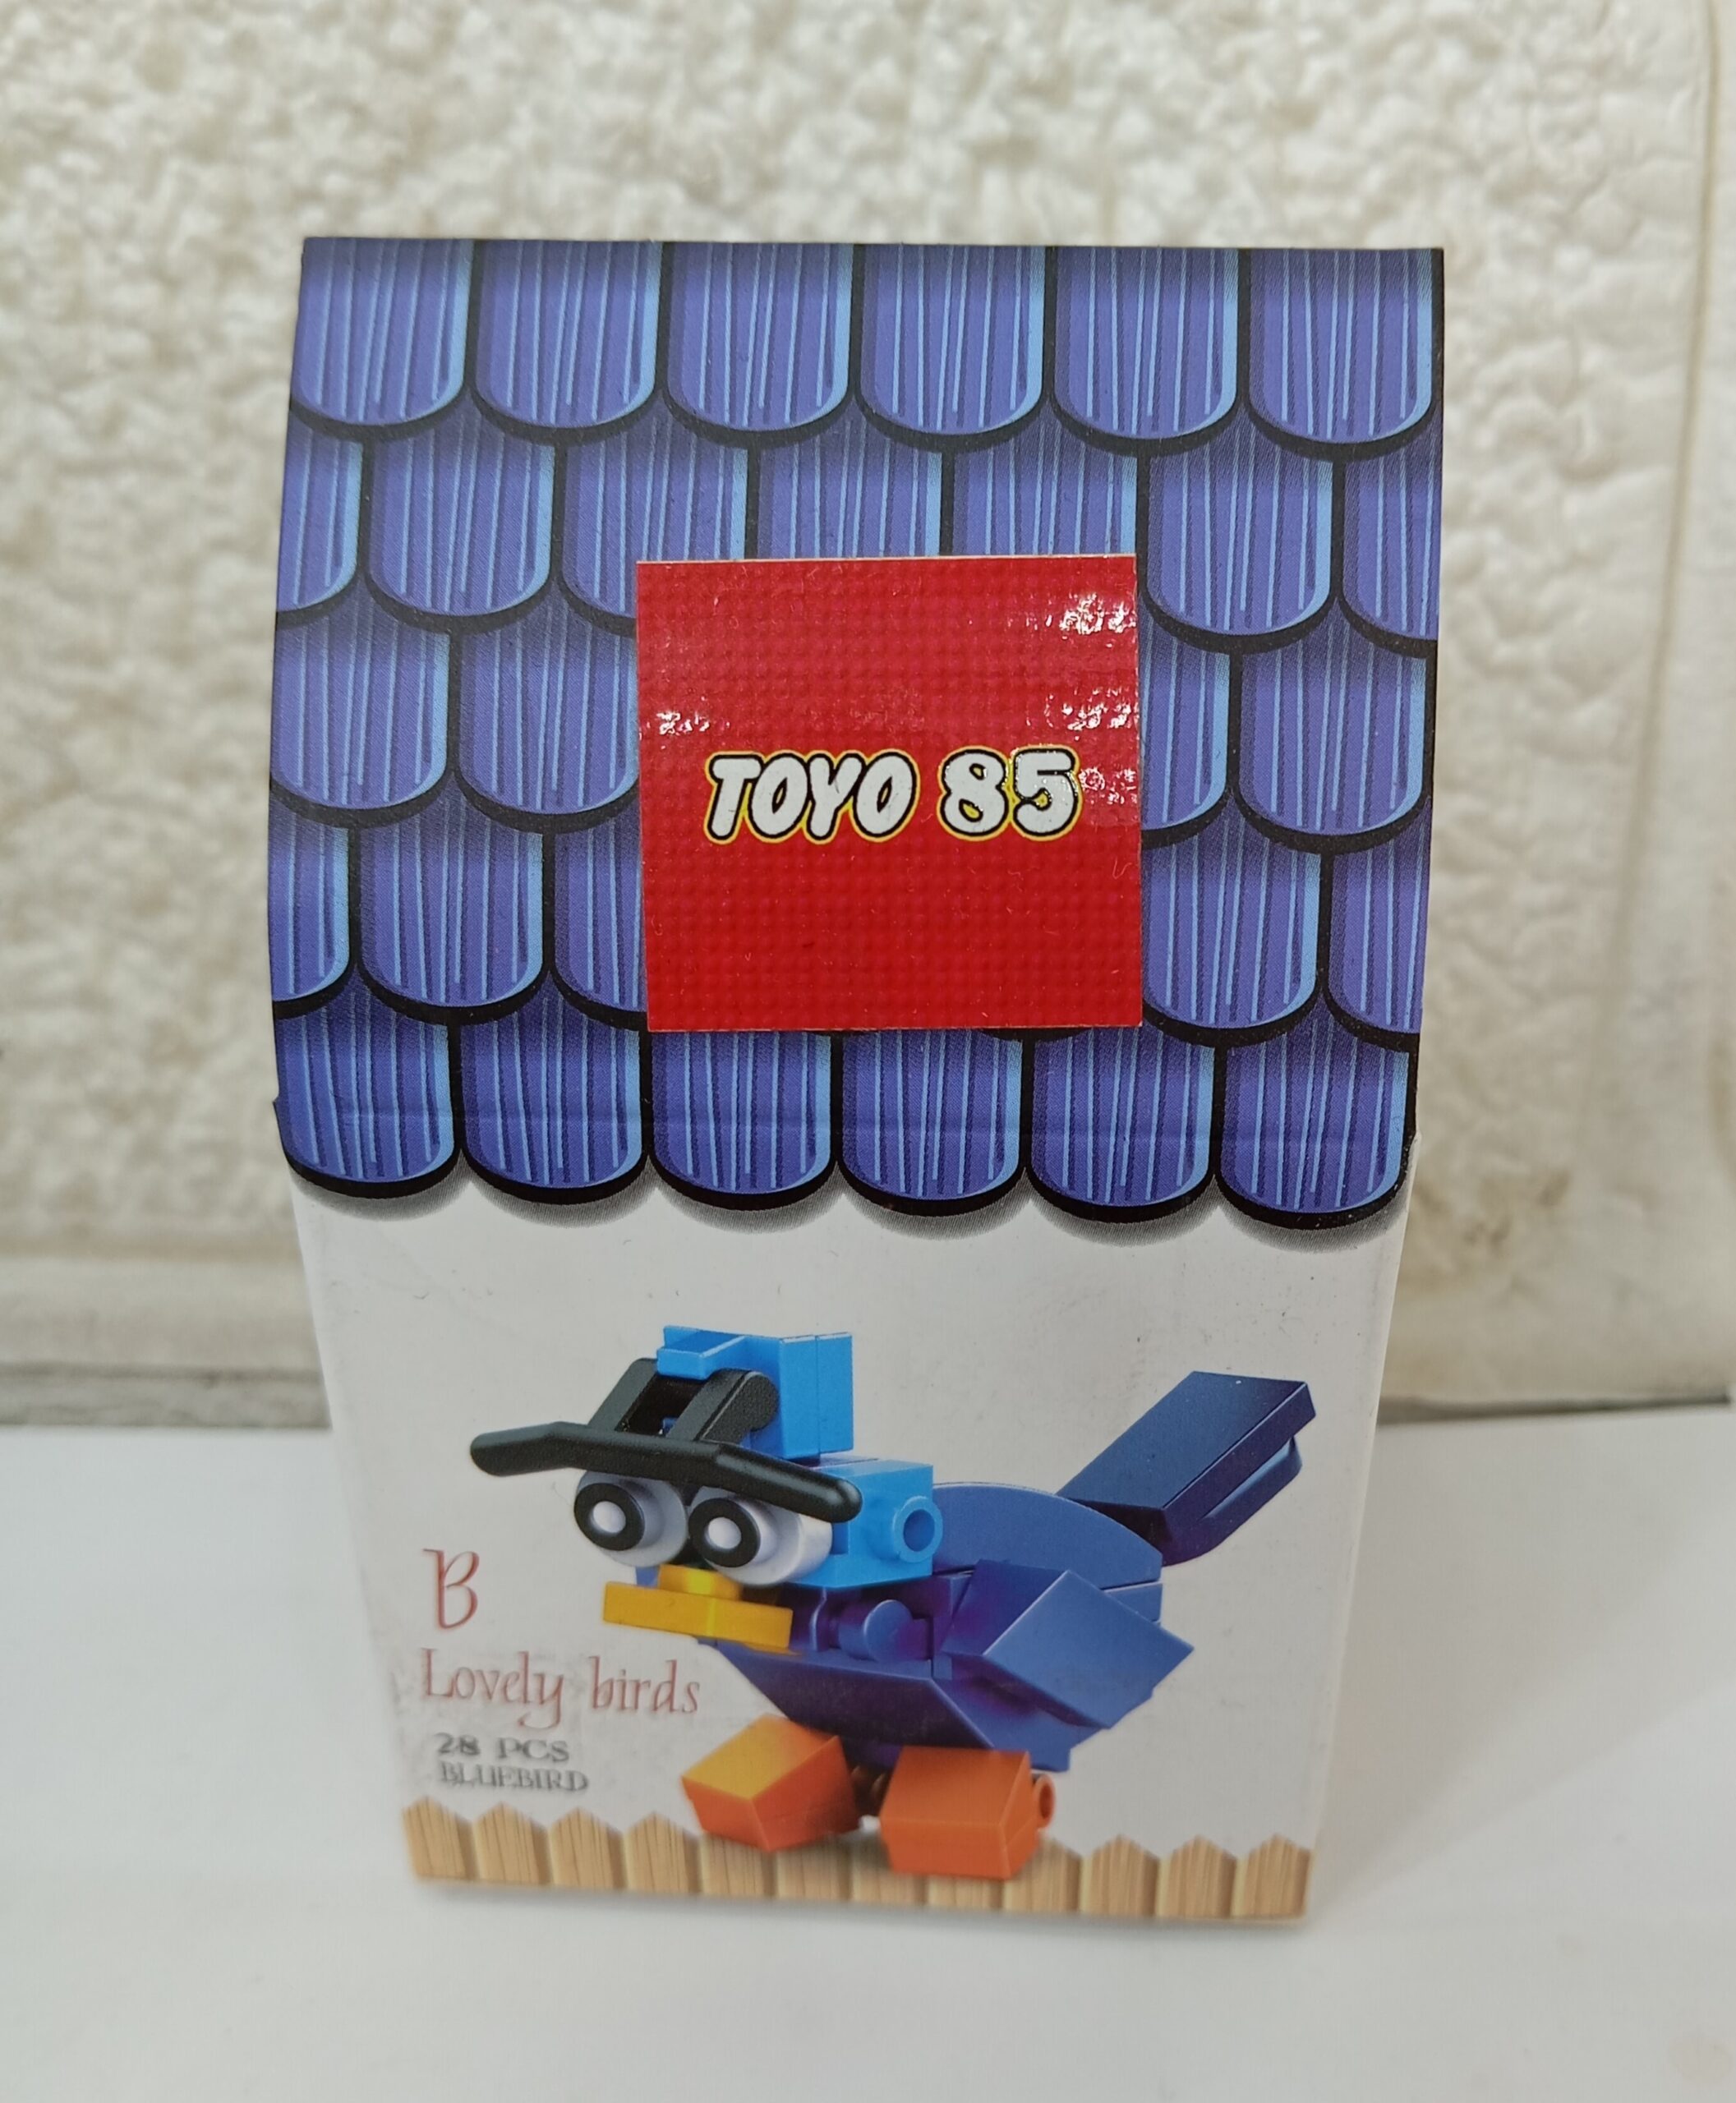 TOYO 85
B
Lovely birds
28 PCS
BLUEBIRD